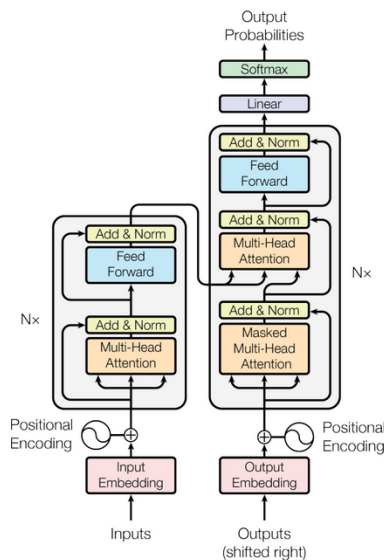 Output
Probabilities
Softmax
Linear
Add & Norm
Feed
Forward
Add & Norm
Multi-Head
Attention
Add & Norm
Masked
Multi-Head
Attention
N×
Positional
Encoding
Output
Embedding
Outputs
(shifted right)
Add & Norm
Feed
Forward
N×
Add & Norm
Multi-Head
Attention
Positional
Encoding
Input
Embedding
Inputs